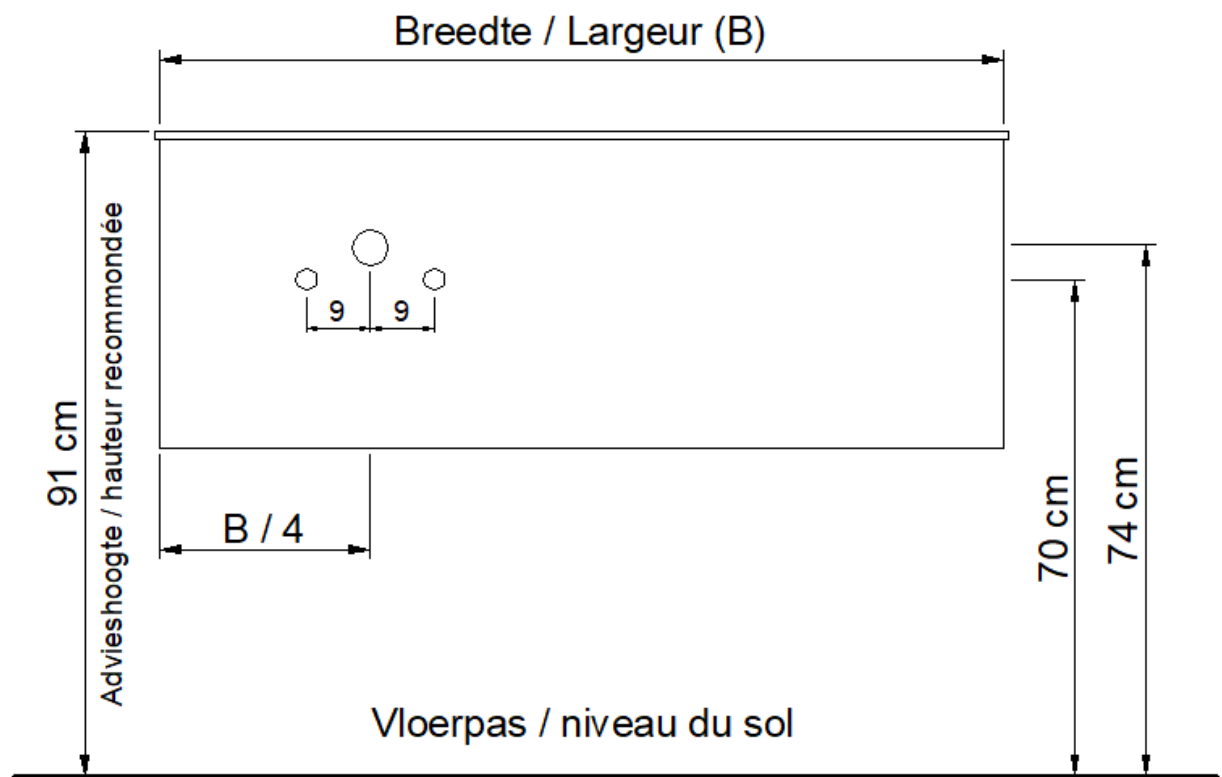 Breedte / Largeur (B)
91 cm
Advieshoogte / hauteur recommondée
9
9
B / 4
70 cm
74 cm
Vloerpas / niveau du sol